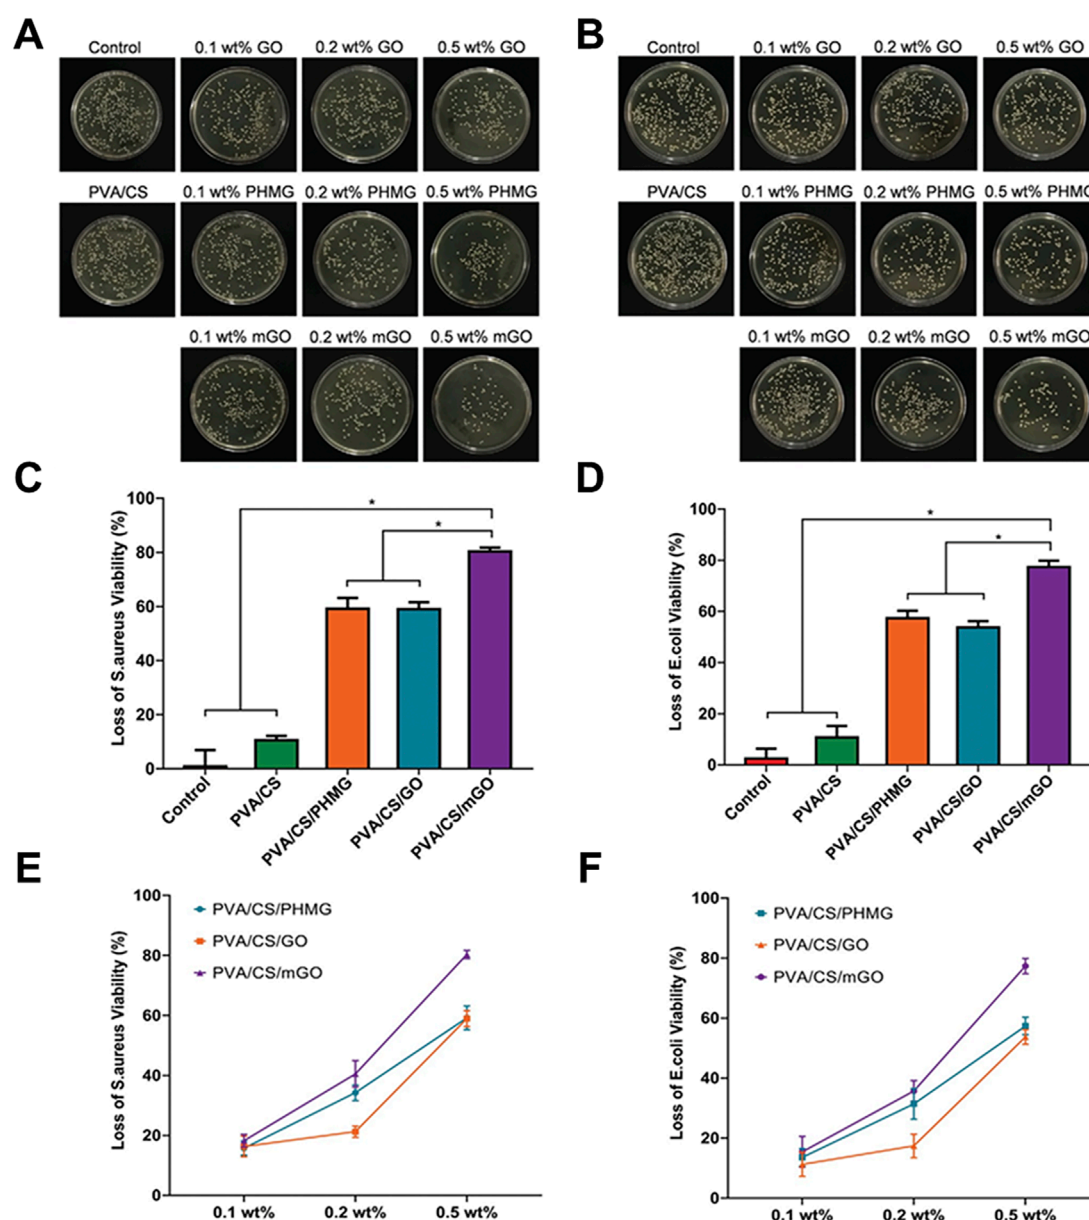 A
Control
0.1 wt% GO
0.2 wt% GO
0.5 wt% GO
PVA/CS
0.1 wt% PHMG
0.2 wt% PHMG
0.5 wt% PHMG
0.1 wt% mGO
0.2 wt% mGO
0.5 wt% mGO
B
Control
0.1 wt% GO
0.2 wt% GO
0.5 wt% GO
PVA/CS
0.1 wt% PHMG
0.2 wt% PHMG
0.5 wt% PHMG
0.1 wt% mGO
0.2 wt% mGO
0.5 wt% mGO
C
Loss of S.aureus Viability (%)
100
80
60
40
20
0
*
*
Control
PVA/CS
PVA/CS/PHMG
PVA/CS/GO
PVA/CS/mGO
D
Loss of E.coli Viability (%)
100
80
60
40
20
0
*
*
Control
PVA/CS
PVA/CS/PHMG
PVA/CS/GO
PVA/CS/mGO
E
Loss of S.aureus Viability (%)
100
80
60
40
20
0
PVA/CS/PHMG
PVA/CS/GO
PVA/CS/mGO
0.1 wt%
0.2 wt%
0.5 wt%
F
Loss of E.coli Viability (%)
100
80
60
40
20
0
PVA/CS/PHMG
PVA/CS/GO
PVA/CS/mGO
0.1 wt%
0.2 wt%
0.5 wt%